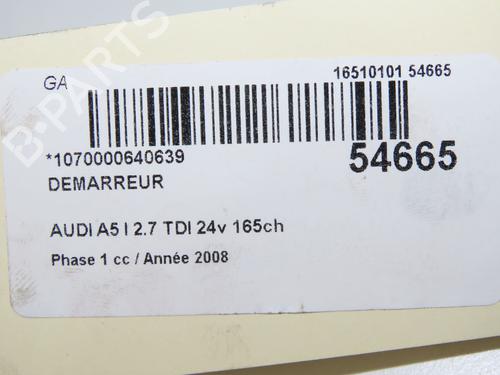 B-PARTS
GA
16510101 54665
*1070000640639
54665
DEMARREUR
AUDI A5 I 2.7 TDI 24v 165ch
Phase 1 cc / Année 2008